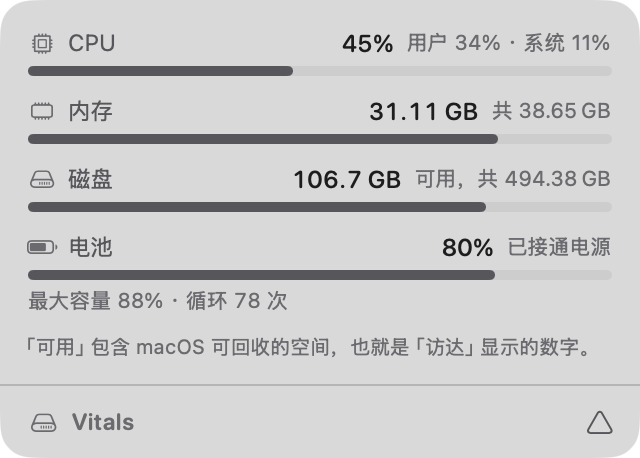 CPU 45% 用户 34% · 系统 11%
内存 31.11 GB 共 38.65 GB
磁盘 106.7 GB 可用，共 494.38 GB
电池 80% 已接通电源
最大容量 88% · 循环 78 次
「可用」包含 macOS 可回收的空间，也就是「访达」显示的数字。
Vitals